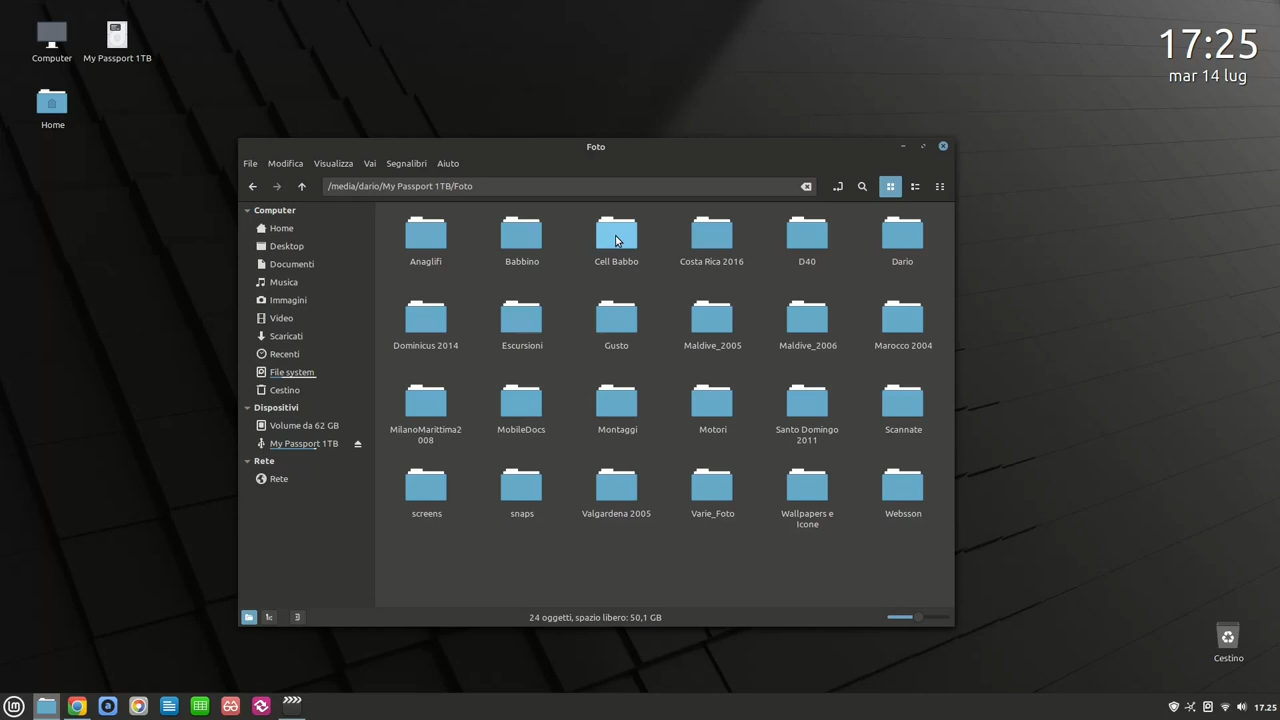 Computer
My Passport 1TB
17:25
mar 14 lug
Home
Foto
File Modifica Visualizza Vai Segnalibri Aiuto
/media/dario/My Passport 1TB/Foto
Computer
Home
Desktop
Documenti
Musica
Immagini
Video
Scaricati
Recenti
File system
Cestino
Dispositivi
Volume da 62 GB
My Passport 1TB
Rete
Rete
Anaglifi Babbino Cell Babbo Costa Rica 2016 D40 Dario
Dominicus 2014 Escursioni Gusto Maldive_2005 Maldive_2006 Marocco 2004
MilanoMarittima2
008
MobileDocs Montaggi Motori
Santo Domingo
2011
Scannate
screens snaps Valgardena 2005 Varie_Foto
Wallpapers e
Icone
Websson
24 oggetti, spazio libero: 50,1 GB
Cestino
lm
a
17.25